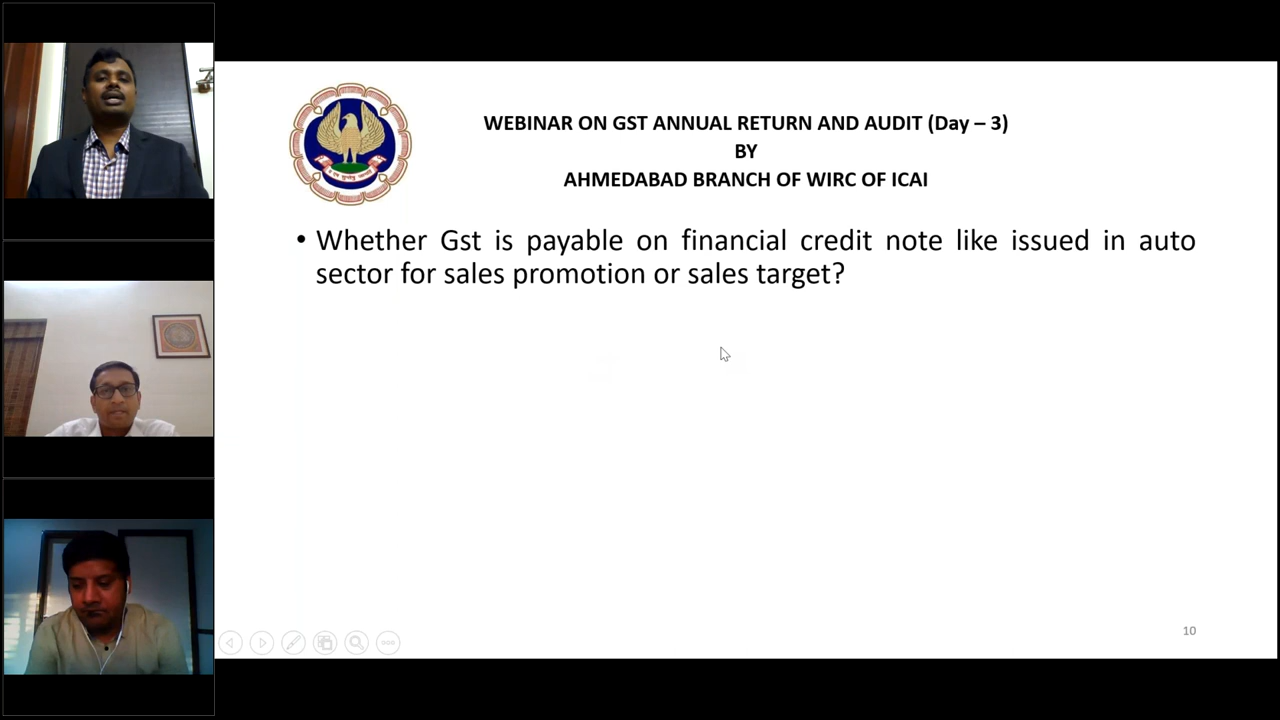 WEBINAR ON GST ANNUAL RETURN AND AUDIT (Day – 3)
BY
AHMEDABAD BRANCH OF WIRC OF ICAI
• Whether Gst is payable on financial credit note like issued in auto
sector for sales promotion or sales target?
10